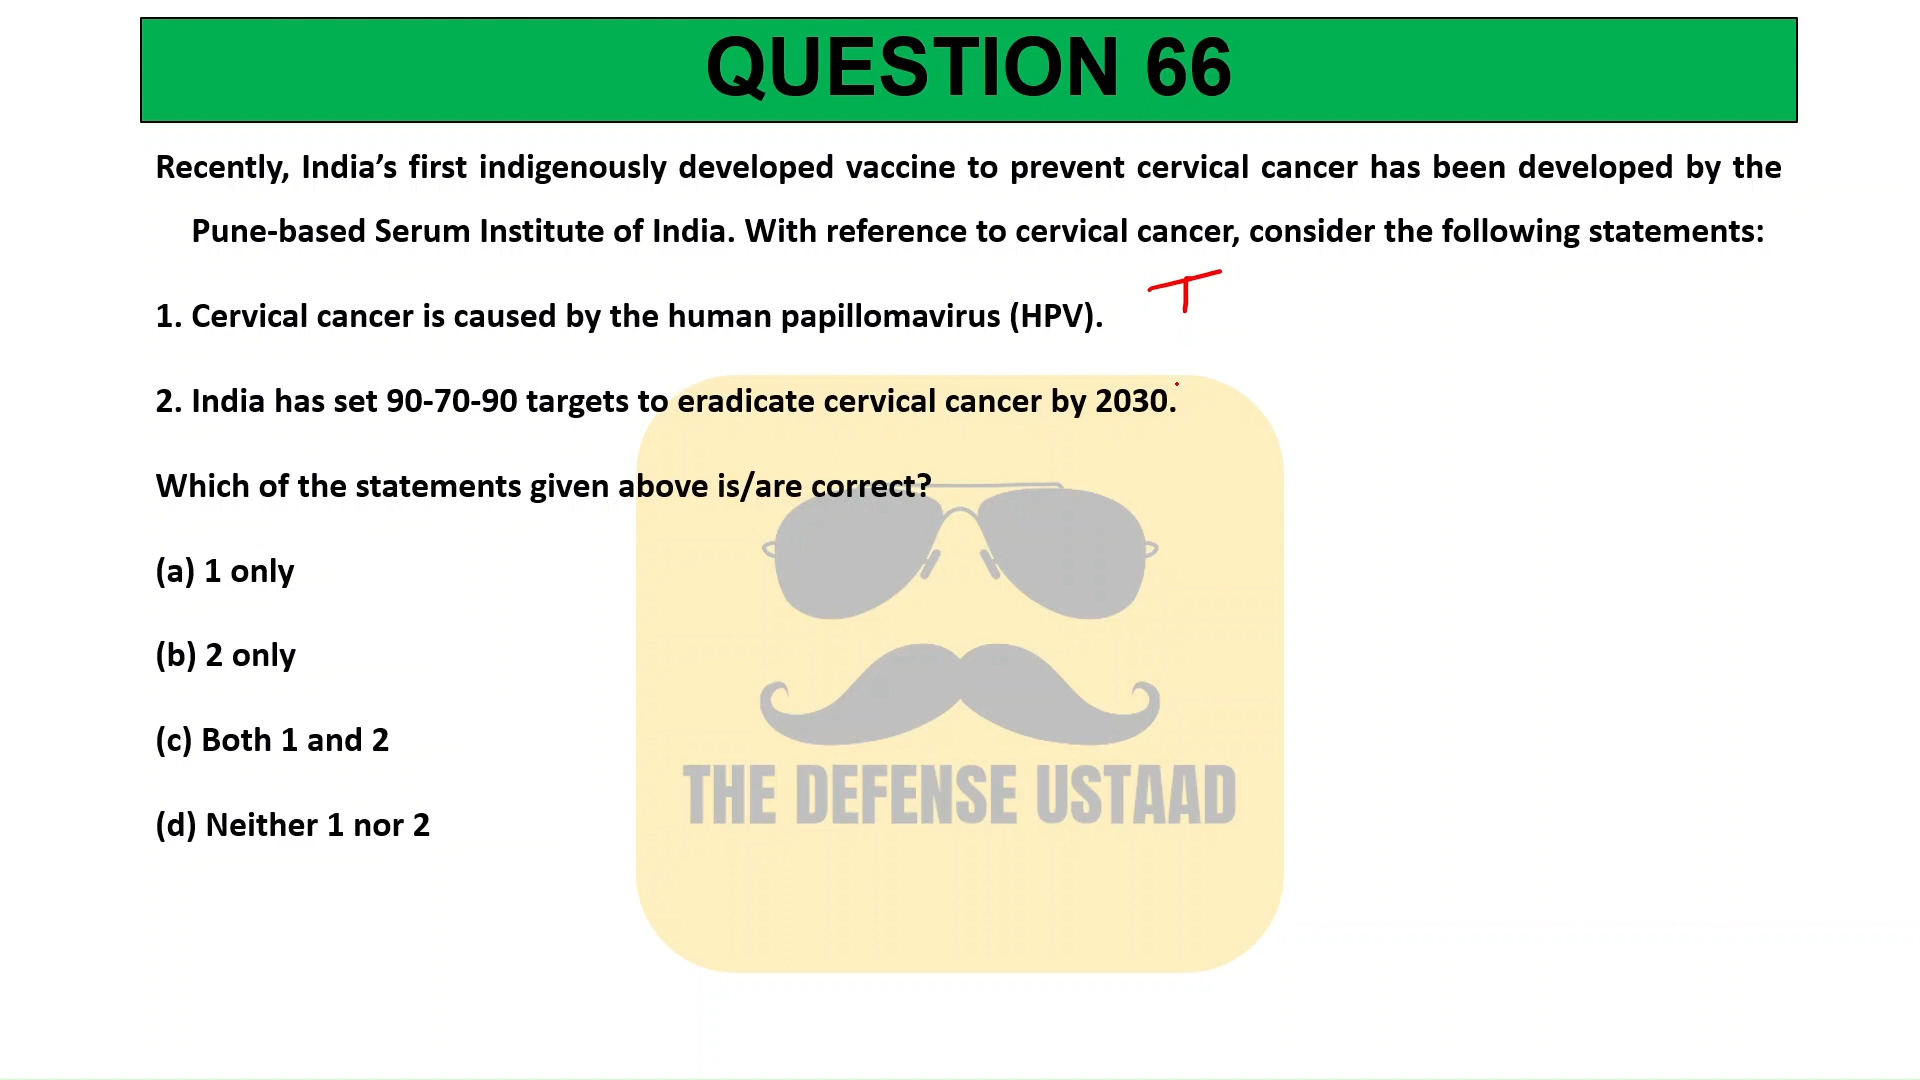 QUESTION 66
Recently, India’s first indigenously developed vaccine to prevent cervical cancer has been developed by the
Pune-based Serum Institute of India. With reference to cervical cancer, consider the following statements:
T
1. Cervical cancer is caused by the human papillomavirus (HPV).
2. India has set 90-70-90 targets to eradicate cervical cancer by 2030.
Which of the statements given above is/are correct?
(a) 1 only
(b) 2 only
(c) Both 1 and 2
THE DEFENSE USTAAD
(d) Neither 1 nor 2